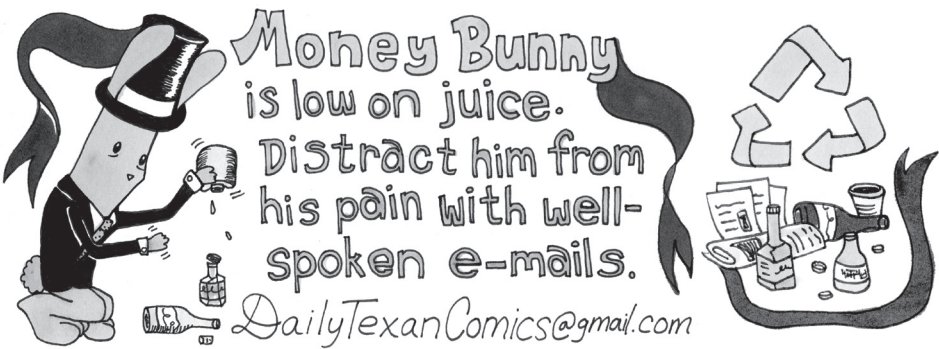 Money Bunny
is low on juice.
Distract him from
his pain with well-
spoken e-mails.
DailyTexanComics@gmail.com